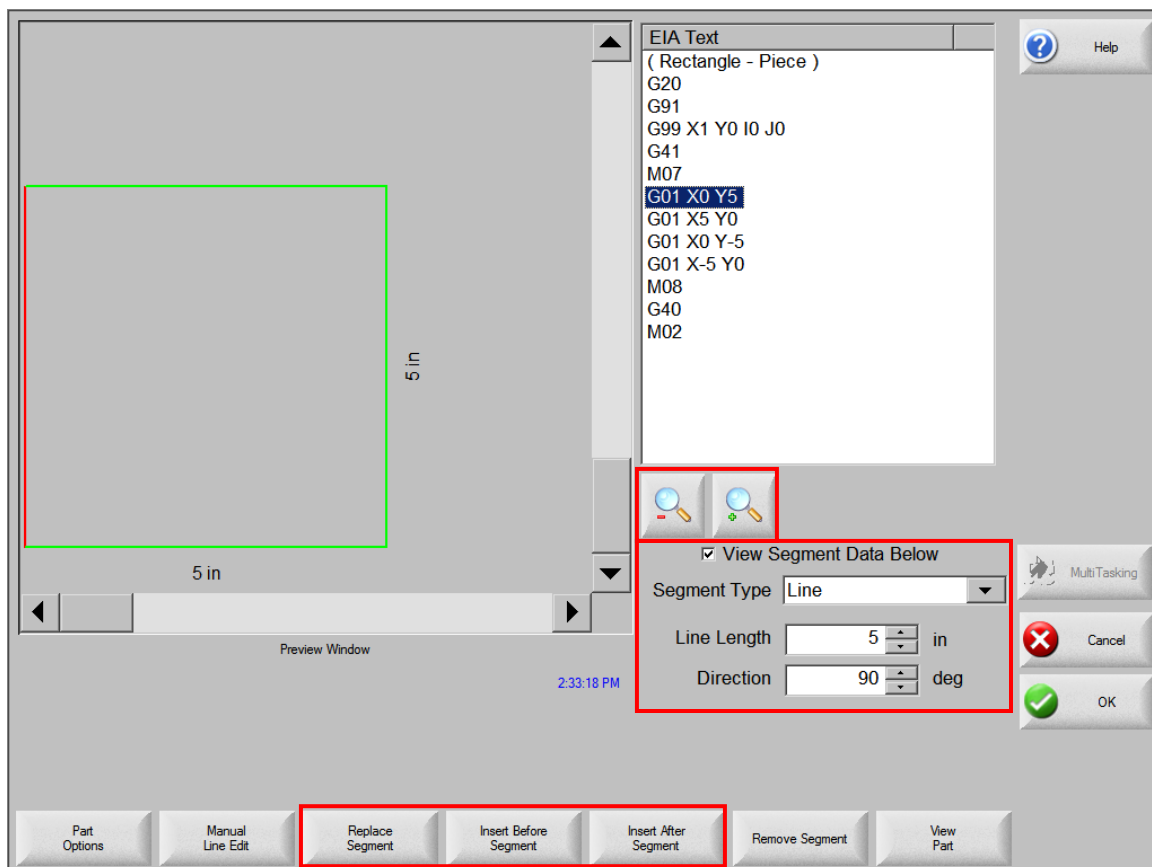 EIA Text
( Rectangle - Piece )
G20
G91
G99 X1 Y0 I0 J0
G41
M07
G01 X0 Y5
G01 X5 Y0
G01 X0 Y-5
G01 X-5 Y0
M08
G40
M02
Help
5 in
5 in
Preview Window
2:33:18 PM
View Segment Data Below
Segment Type Line
Line Length 5 in
Direction 90 deg
MultiTasking
Cancel
OK
Part
Options
Manual
Line Edit
Replace
Segment
Insert Before
Segment
Insert After
Segment
Remove Segment
View
Part